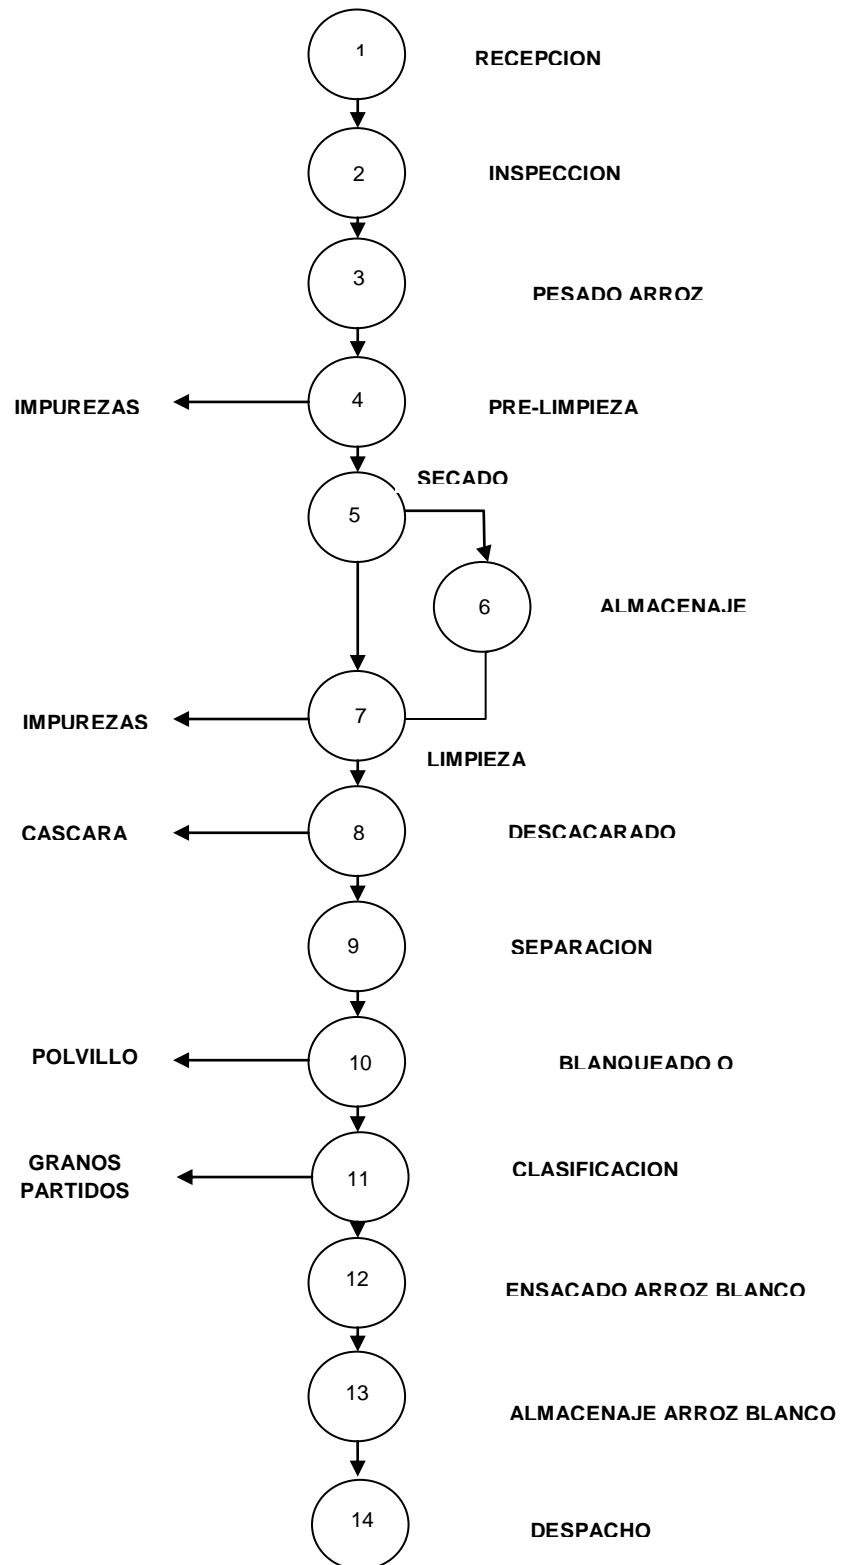 1
RECEPCION
2
INSPECCION
3
PESADO ARROZ
IMPUREZAS
4
PRE-LIMPIEZA
SECADO
5
6
ALMACENAJE
IMPUREZAS
7
LIMPIEZA
CASCARA
8
DESCACARADO
9
SEPARACION
POLVILLO
10
BLANQUEADO O
GRANOS
PARTIDOS
11
CLASIFICACION
12
ENSACADO ARROZ BLANCO
13
ALMACENAJE ARROZ BLANCO
14
DESPACHO